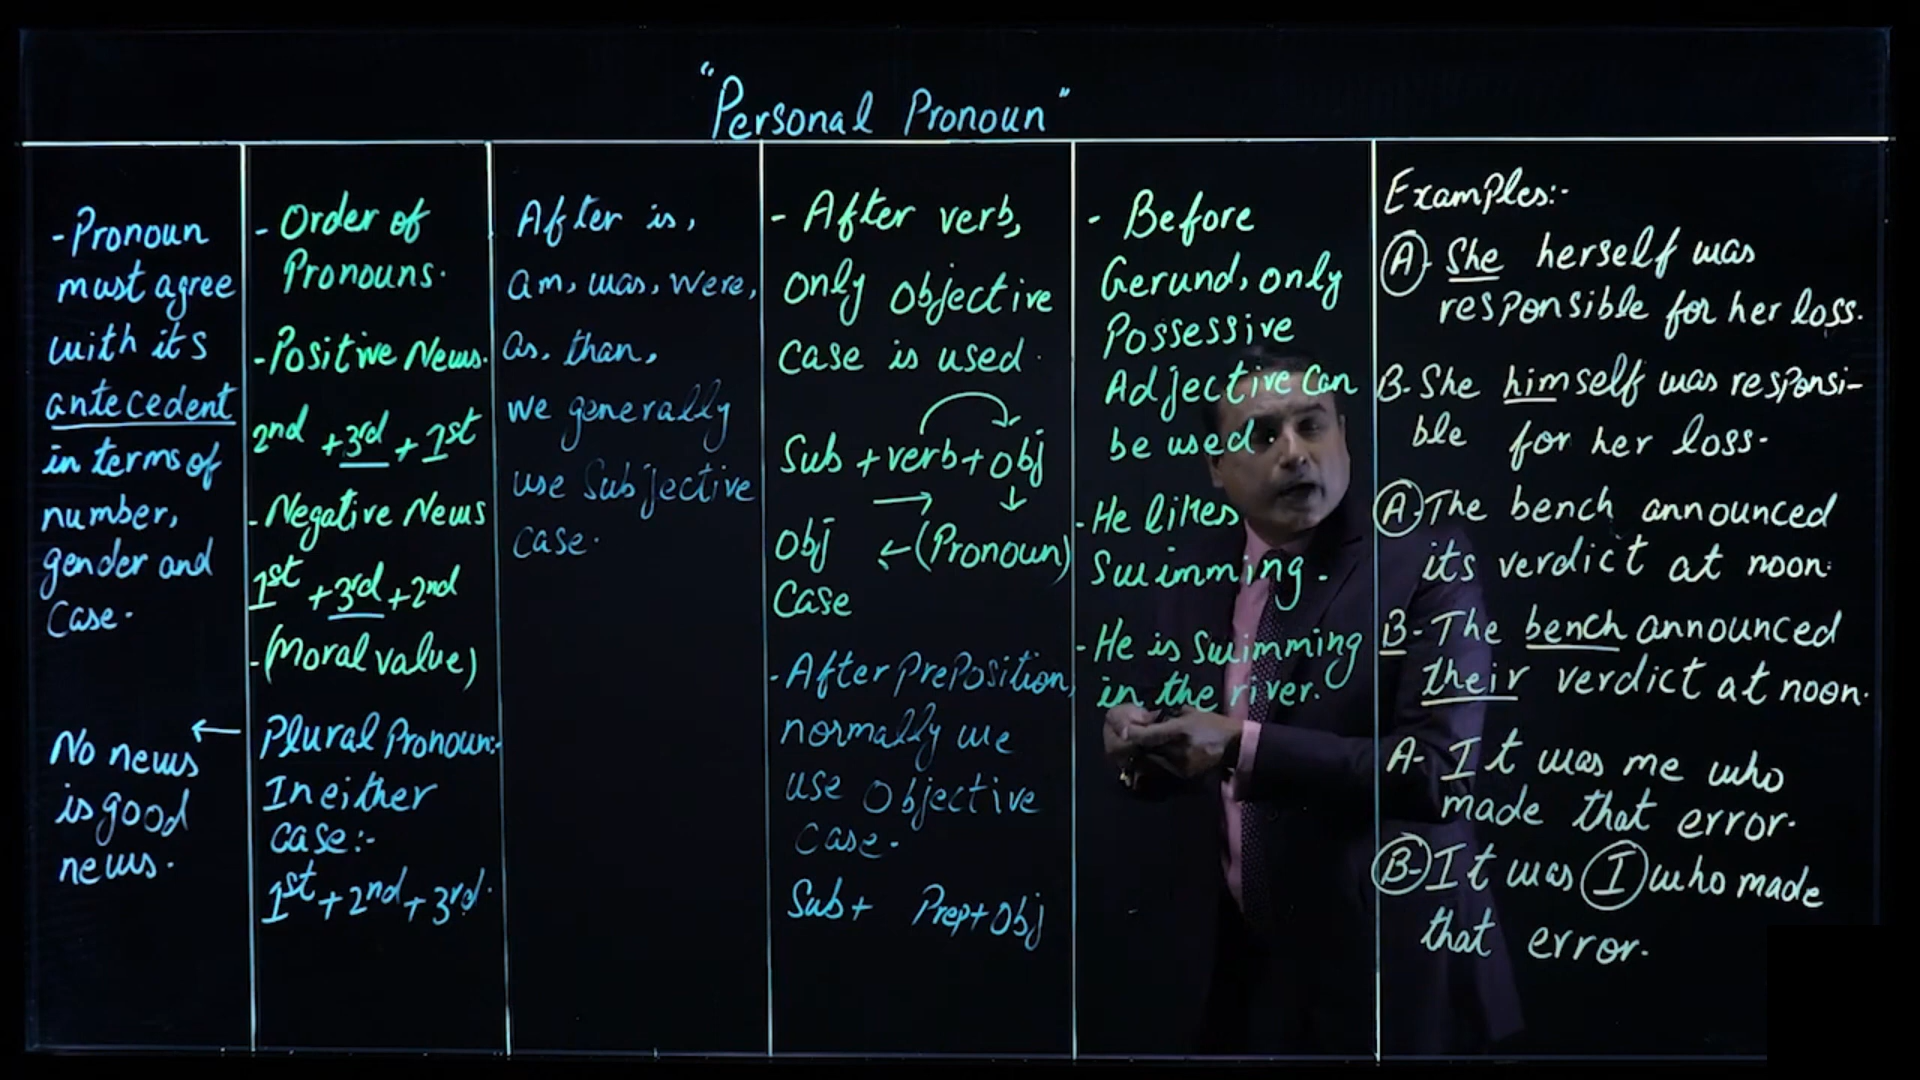 "Personal Pronoun"
-Pronoun
must agree
with its
antecedent
in terms of
number,
gender and
Case.
No news
is good
news.
- Order of
Pronouns.
-Positive News.
2nd + 3rd + 1st
-Negative News
1st + 3rd + 2nd
-(Moral value)
Plural Pronoun:-
In either
case:-
1st + 2nd + 3rd.
After is,
am, was, were,
as, than,
we generally
use Subjective
case.
- After verb,
only objective
case is used.
Sub + verb + obj
obj ←(Pronoun)
Case
-After PrePosition,
normally we
use objective
case.
Sub + Prep + Obj
- Before
Gerund, only
Possessive
Adjective Can
be used.
-He likes
Swimming.
-He is Swimming
in the river.
Examples:-
A- She herself was
responsible for her loss.
B- She himself was responsi-
ble for her loss.
A- The bench announced
its verdict at noon.
B- The bench announced
their verdict at noon.
A- It was me who
made that error.
B- It was I who made
that error.